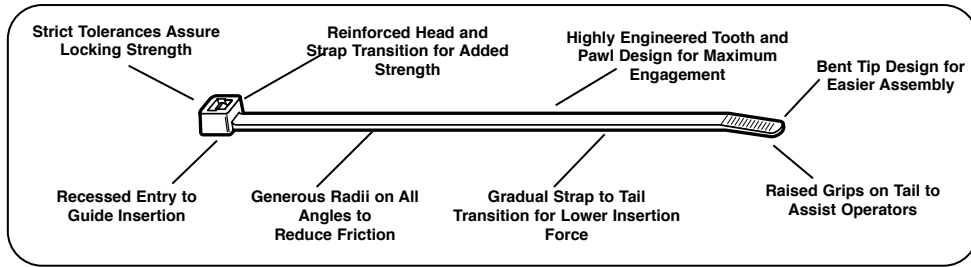 Strict Tolerances Assure
Locking Strength
Reinforced Head and
Strap Transition for Added
Strength
Highly Engineered Tooth and
Pawl Design for Maximum
Engagement
Bent Tip Design for
Easier Assembly
Recessed Entry to
Guide Insertion
Generous Radii on All
Angles to
Reduce Friction
Gradual Strap to Tail
Transition for Lower Insertion
Force
Raised Grips on Tail to
Assist Operators